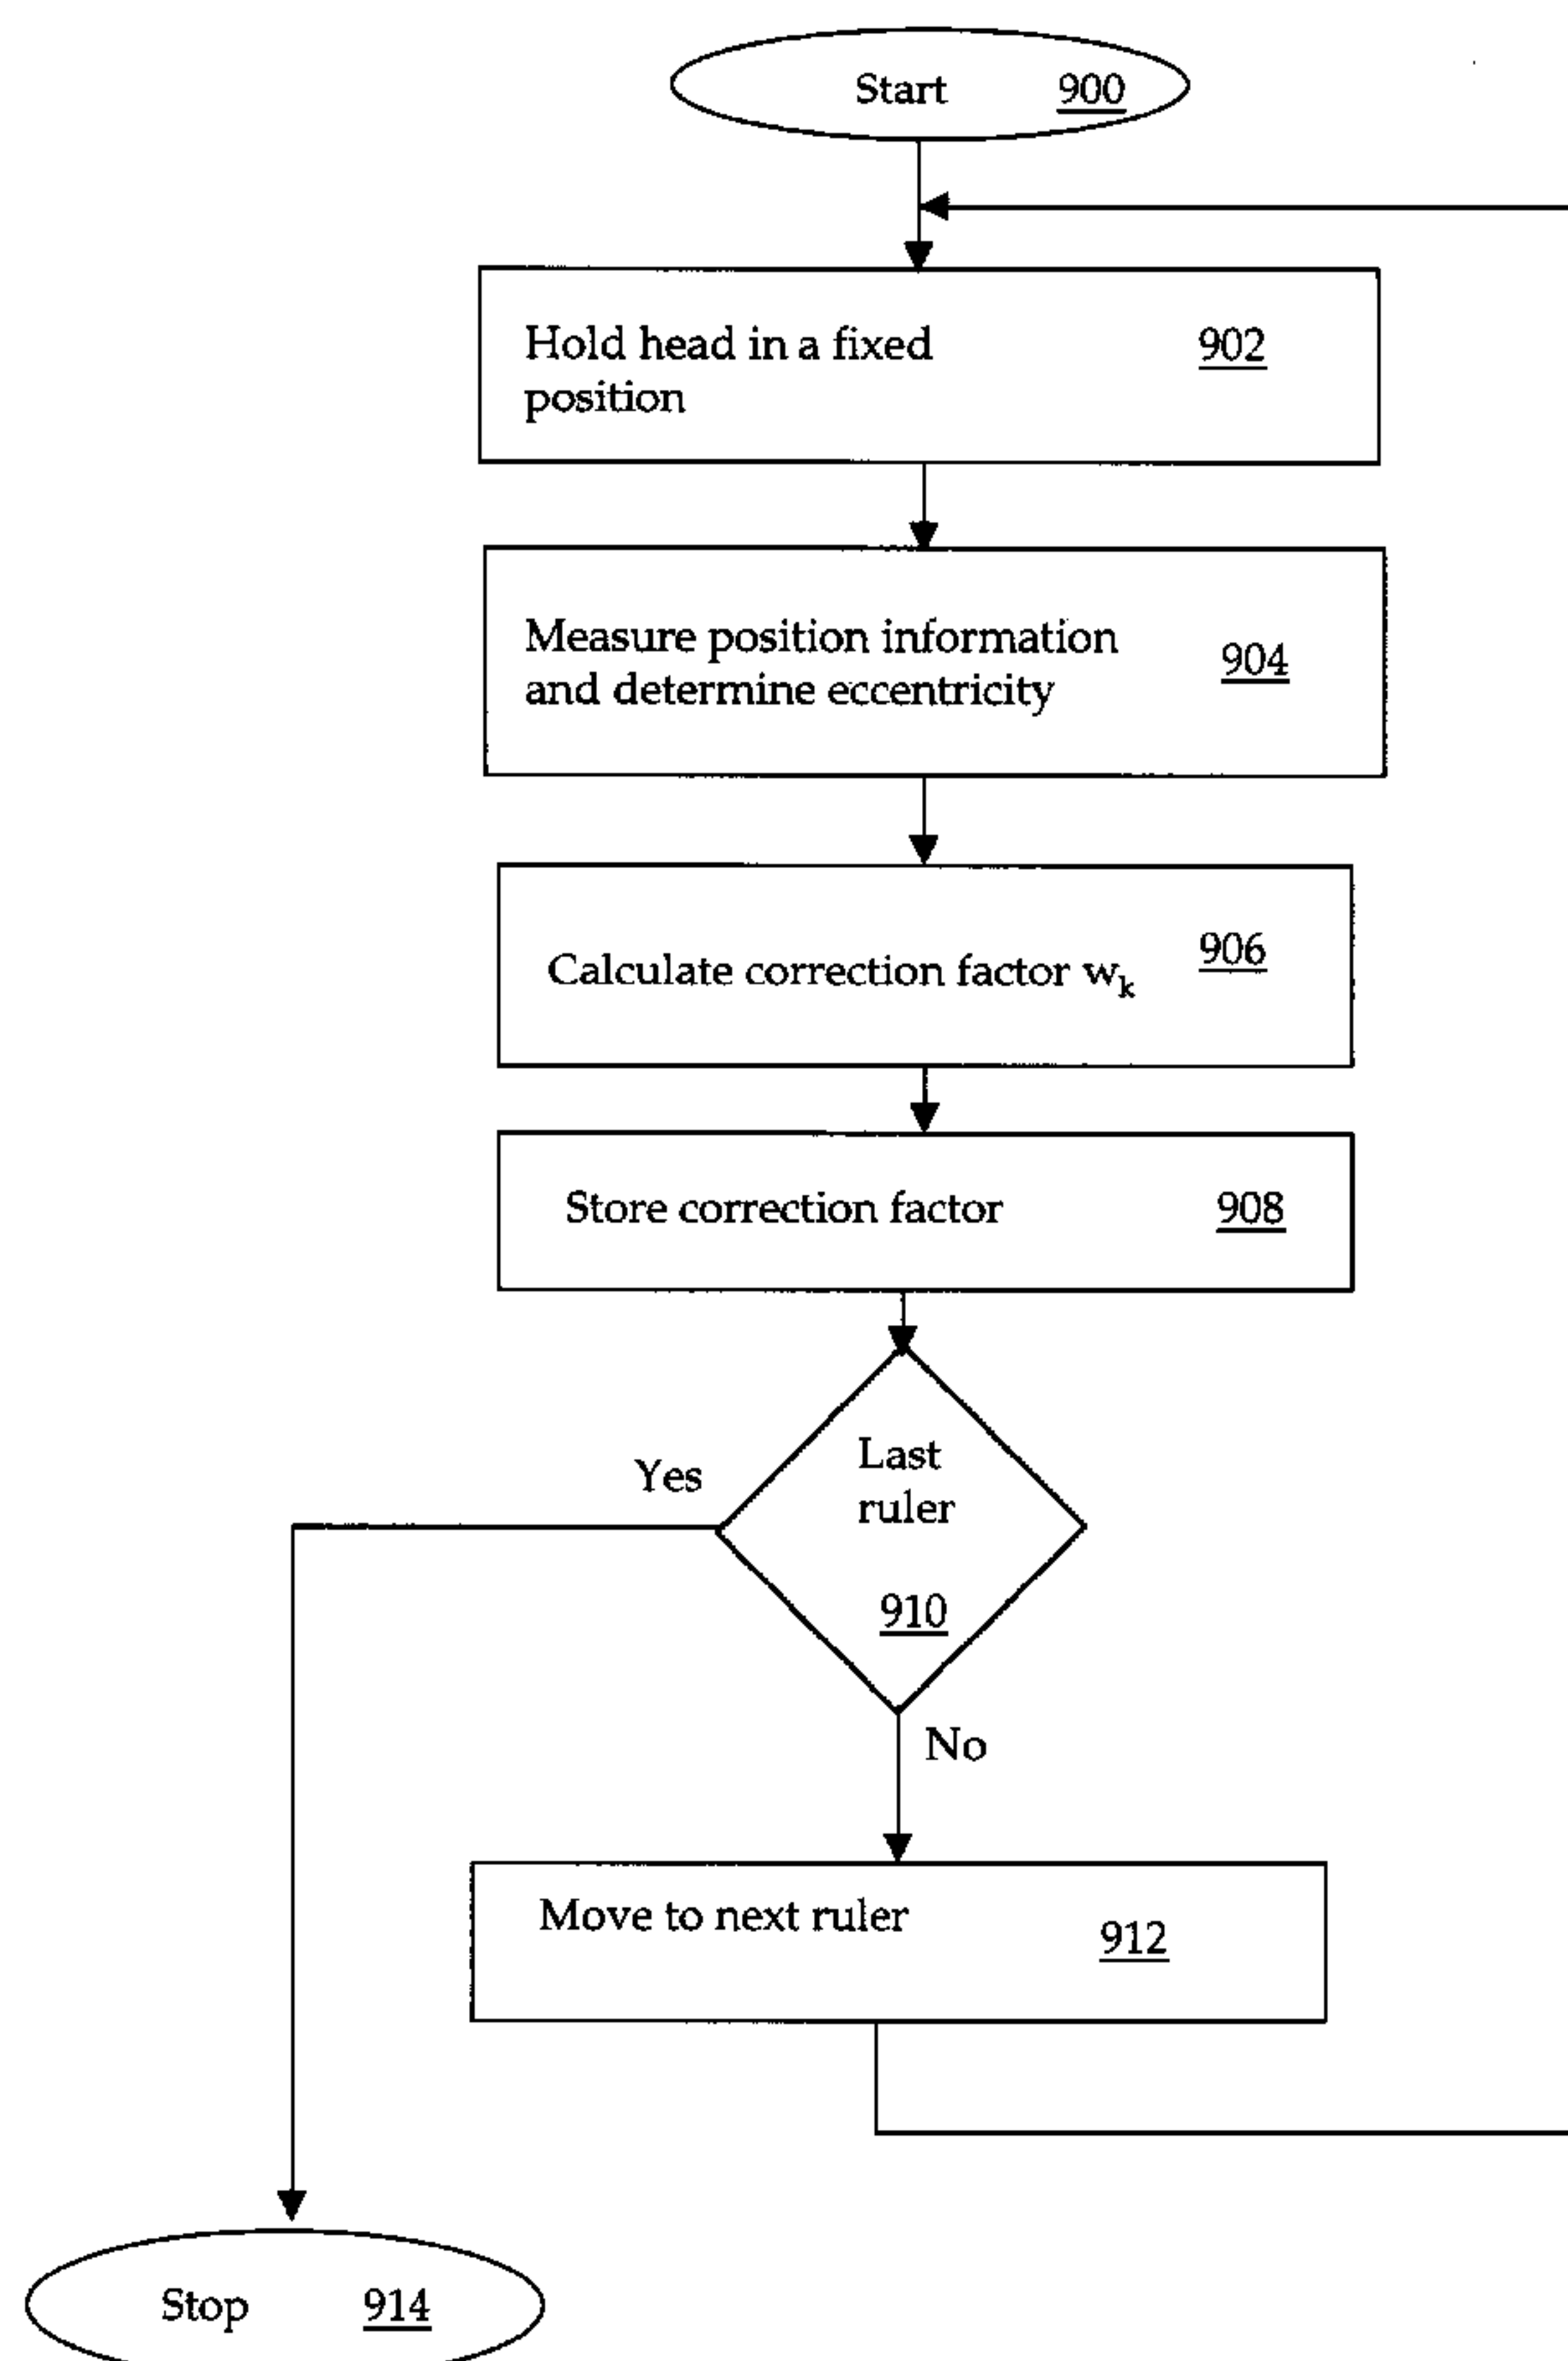 Start 900
Hold head in a fixed 902
position
Measure position information
and determine eccentricity 904
Calculate correction factor wk 906
Store correction factor 908
Last
ruler
Yes
910
No
Move to next ruler 912
Stop 914